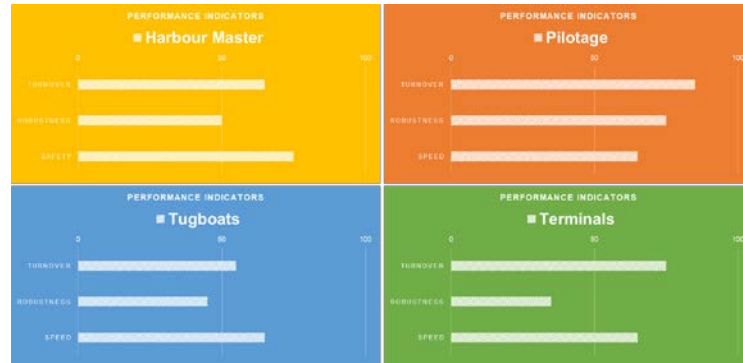 PERFORMANCE INDICATORS
Harbour Master
0 50 100
TURNOVER
ROBUSTNESS
SAFETY
PERFORMANCE INDICATORS
Pilotage
0 50 100
TURNOVER
ROBUSTNESS
SPEED
PERFORMANCE INDICATORS
Tugboats
0 50 100
TURNOVER
ROBUSTNESS
SPEED
PERFORMANCE INDICATORS
Terminals
0 50 100
TURNOVER
ROBUSTNESS
SPEED